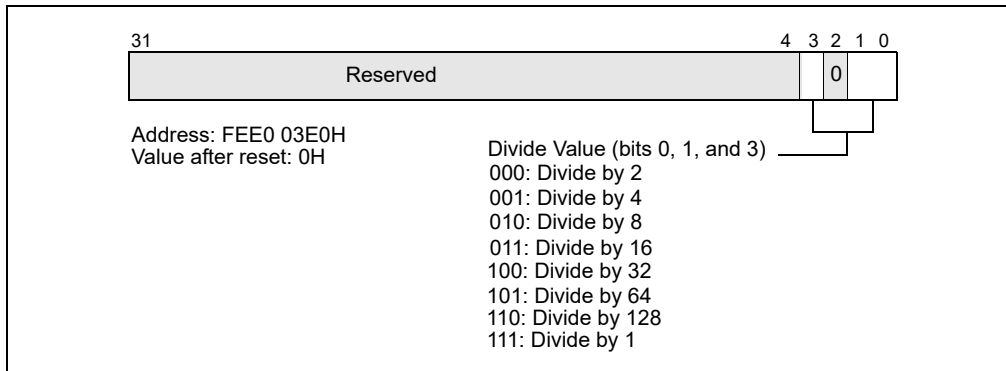 31 4 3 2 1 0
Reserved 0
Address: FEE0 03E0H
Value after reset: 0H
Divide Value (bits 0, 1, and 3)
000: Divide by 2
001: Divide by 4
010: Divide by 8
011: Divide by 16
100: Divide by 32
101: Divide by 64
110: Divide by 128
111: Divide by 1